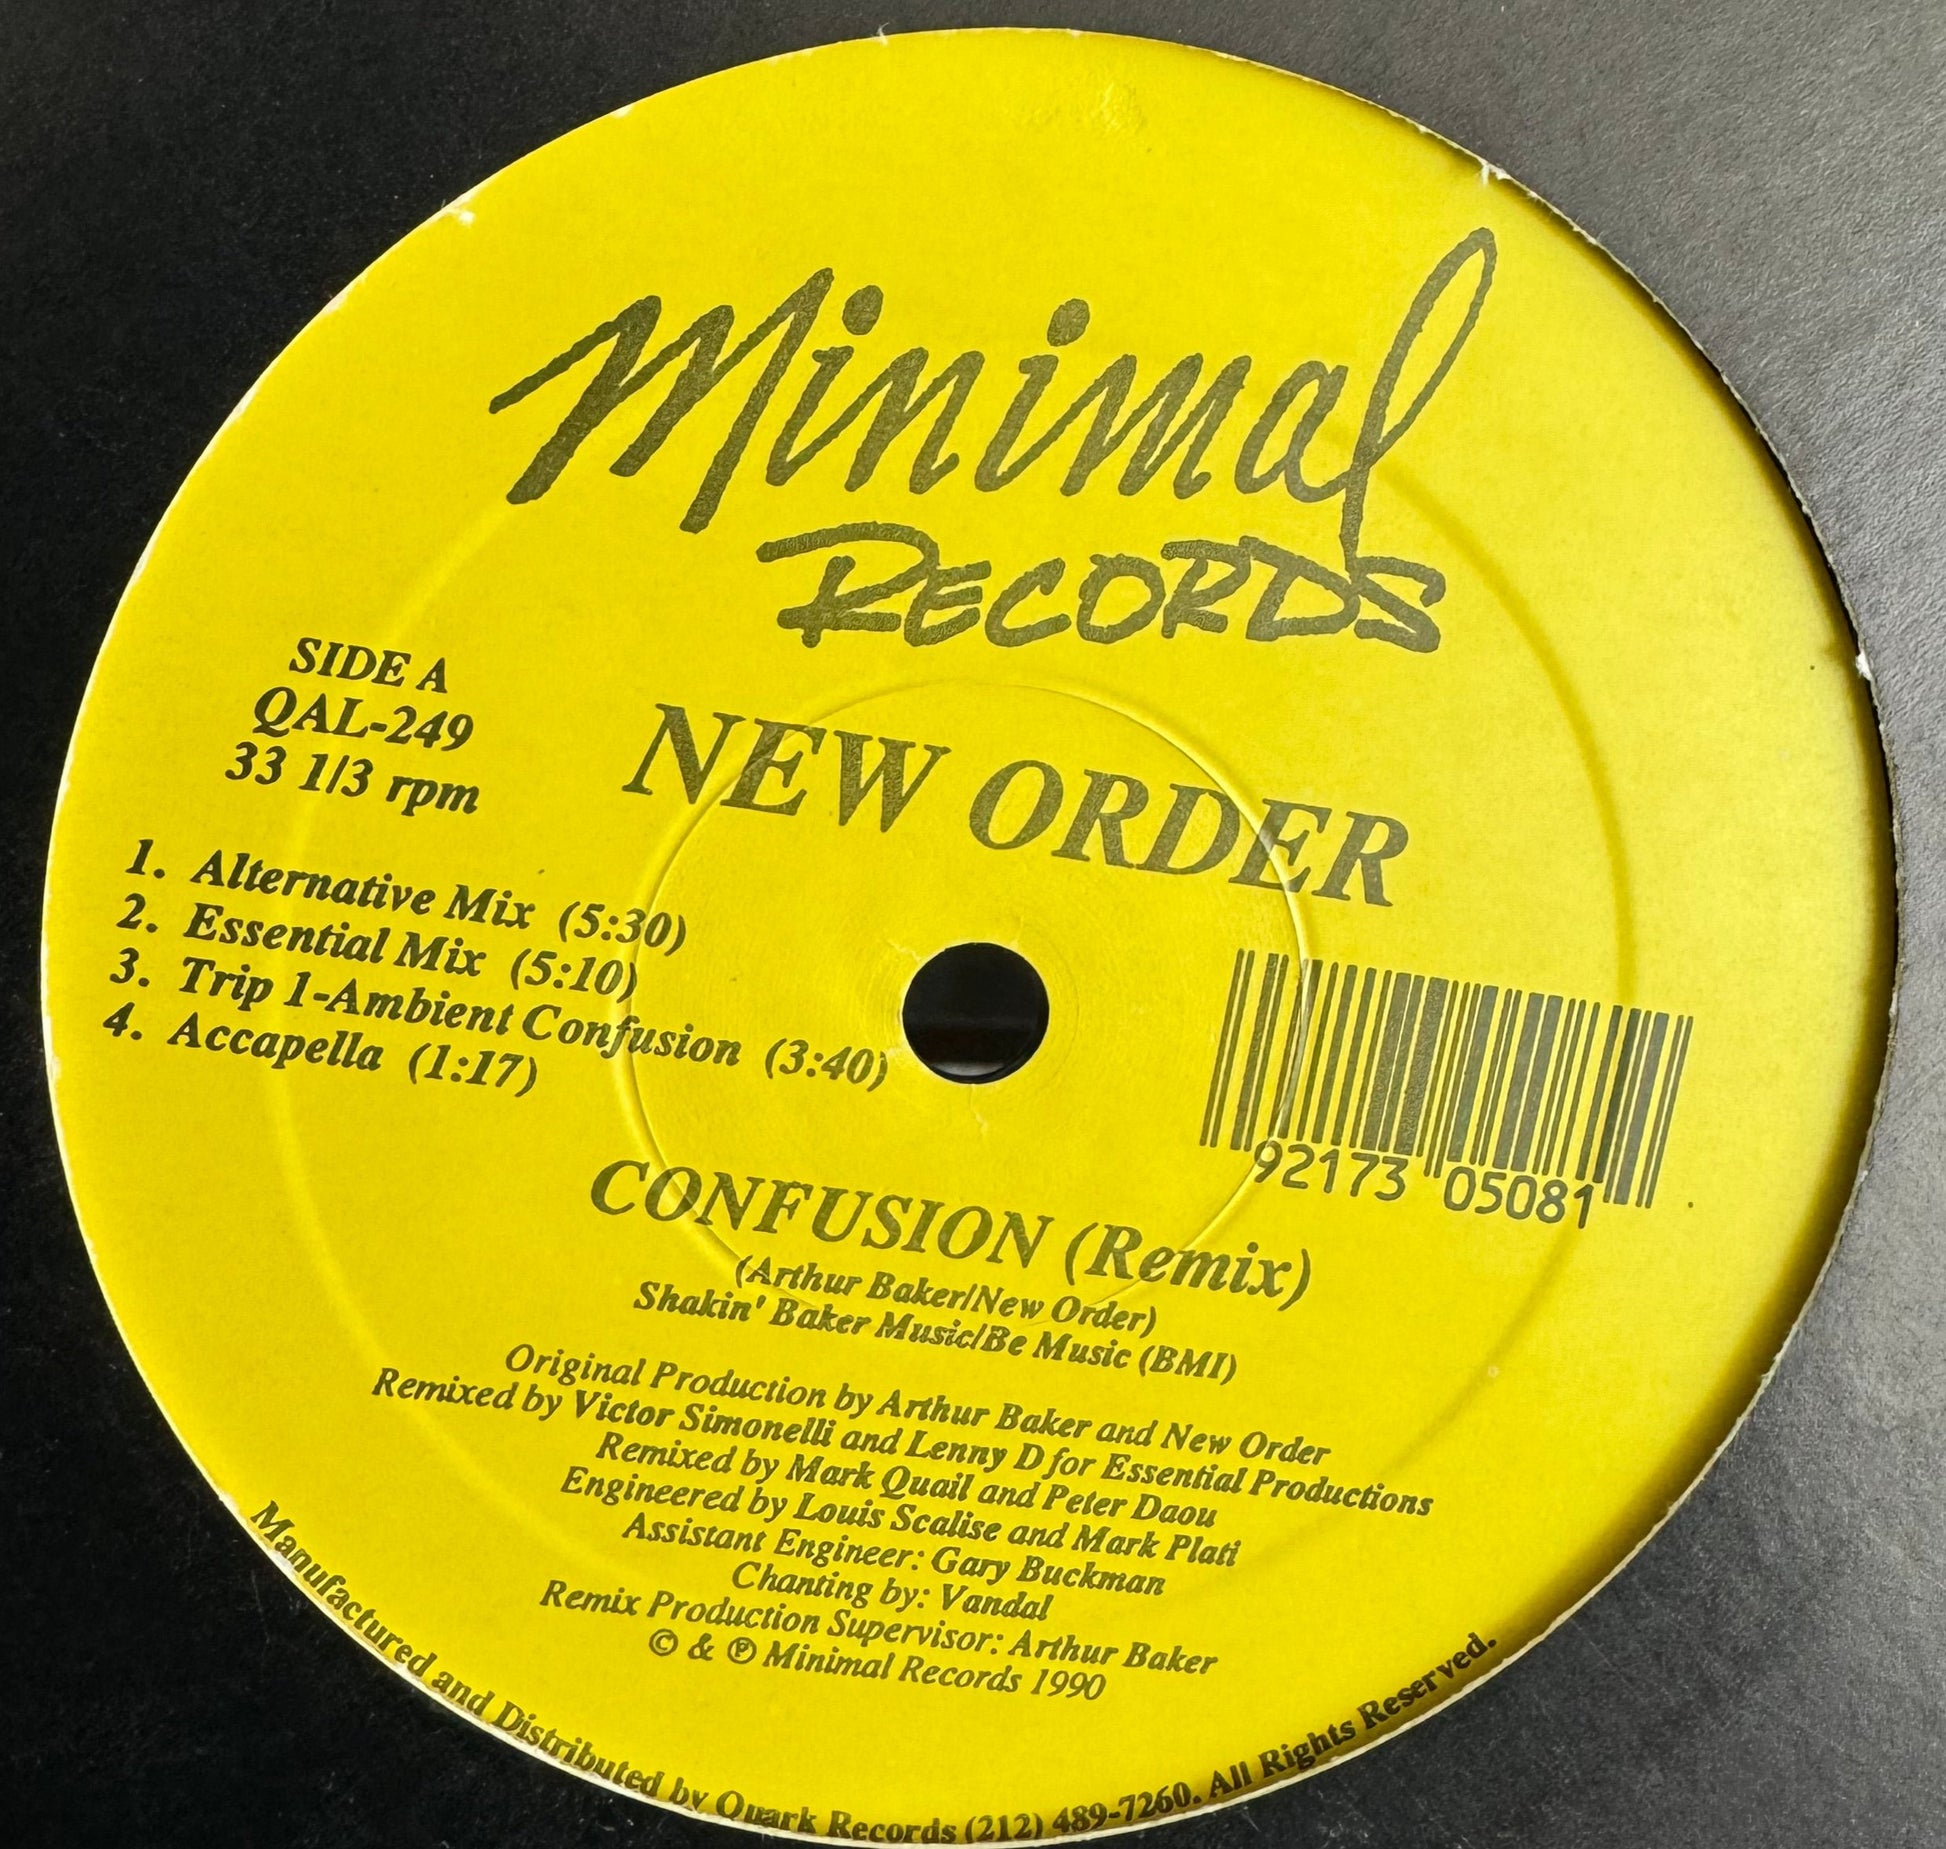 Minimal
RECORDS
SIDE A
QAL-249
33 1/3 rpm
NEW ORDER
1. Alternative Mix (5:30)
2. Essential Mix (5:10)
3. Trip 1-Ambient Confusion (3:40)
4. Accapella (1:17)
92173 05081
CONFUSION (Remix)
(Arthur Baker/New Order)
Shakin' Baker Music/Be Music (BMI)
Original Production by Arthur Baker and New Order
Remixed by Victor Simonelli and Lenny D for Essential Productions
Remixed by Mark Quail and Peter Daou
Engineered by Louis Scalise and Mark Plati
Assistant Engineer: Gary Buckman
Chanting by: Vandal
Remix Production Supervisor: Arthur Baker
© & ℗ Minimal Records 1990
Manufactured and Distributed by Quark Records (212) 489-7260. All Rights Reserved.